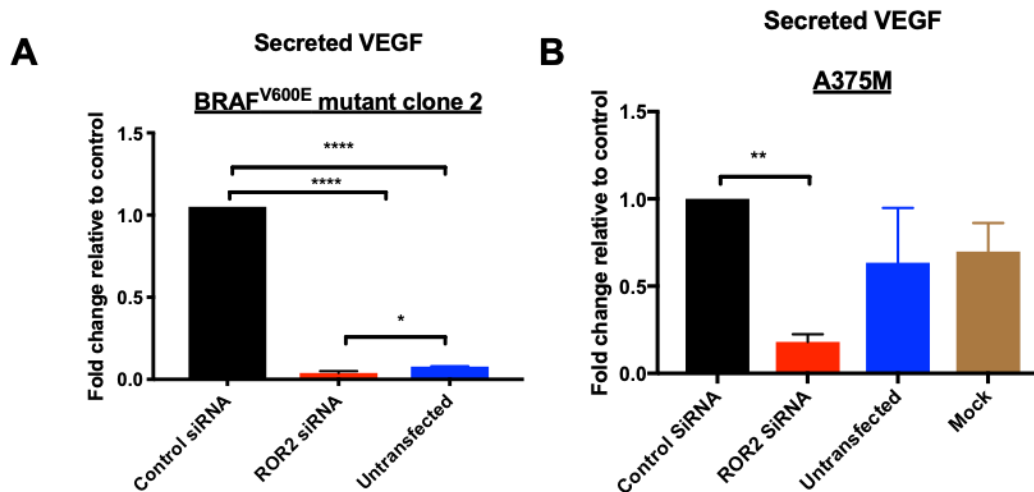 A
Secreted VEGF
BRAFV600E mutant clone 2
Fold change relative to control
1.5
1.0
0.5
0.0
****
****
*
Control siRNA
ROR2 siRNA
Untransfected
B
Secreted VEGF
A375M
Fold change relative to control
1.5
1.0
0.5
0.0
**
Control SiRNA
ROR2 SiRNA
Untransfected
Mock